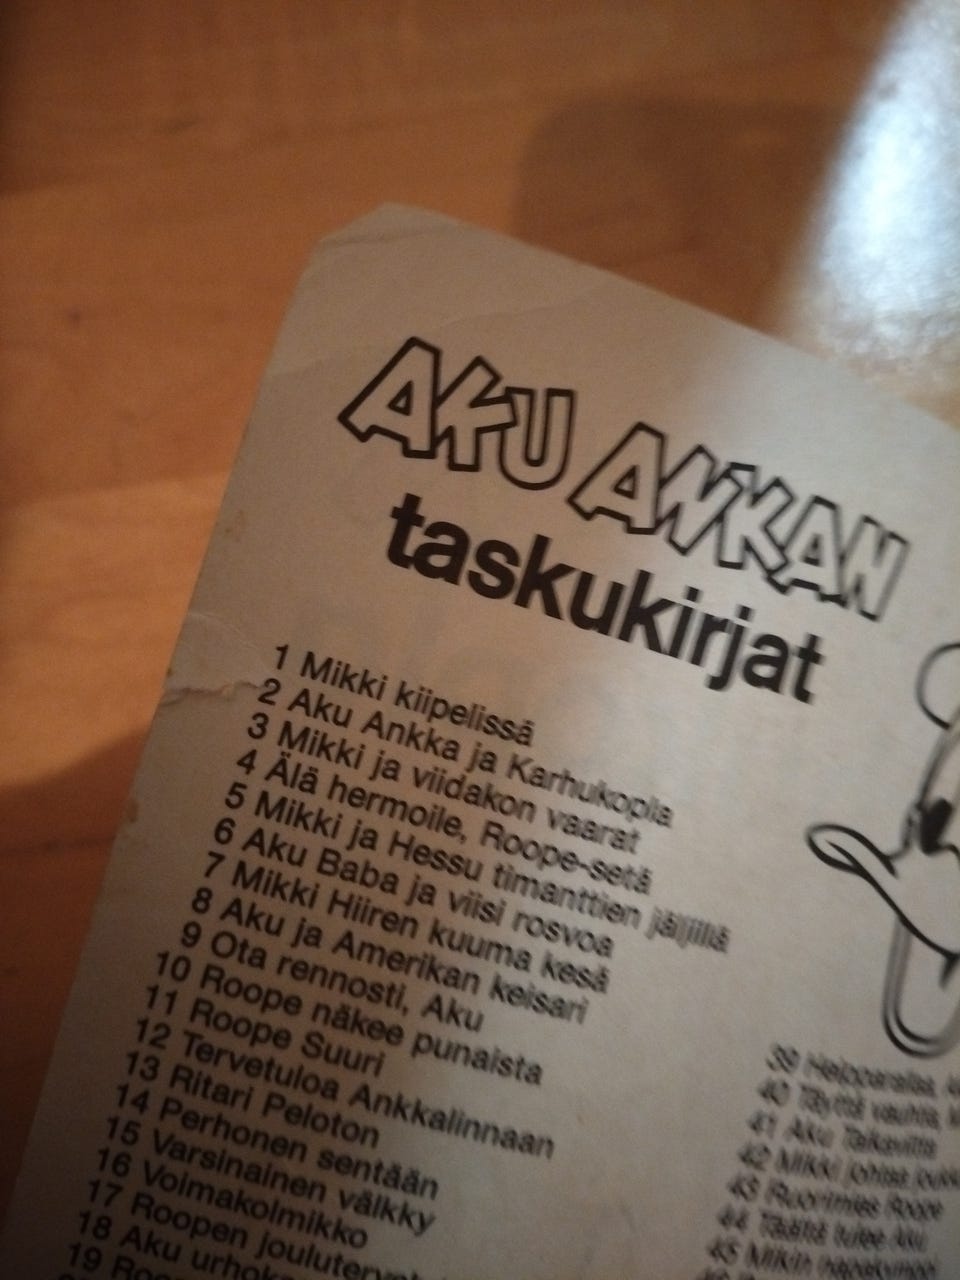 AKU ANKAN
taskukirjat
1 Mikki kiipelissä
2 Aku Ankka ja Karhukopla
3 Mikki ja viidakon vaarat
4 Älä hermoile, Roope-setä
5 Mikki ja Hessu timanttien jäljillä
6 Aku Baba ja viisi rosvoa
7 Mikki Hiiren kuuma kesä
8 Aku ja Amerikan keisari
9 Ota rennosti, Aku
10 Roope näkee punaista
11 Roope Suuri
12 Tervetuloa Ankkalinnaan
13 Ritari Peloton
14 Perhonen sentään
15 Varsinainen välkky
16 Voimakolmikko
17 Roopen
18 Aku
19
39
40 Täyttä vauhtia,
41 Aku Taikaviitta
42 Mikki johtaa
43 Ruorimies Roope
44 Täältä tulee Aku
45